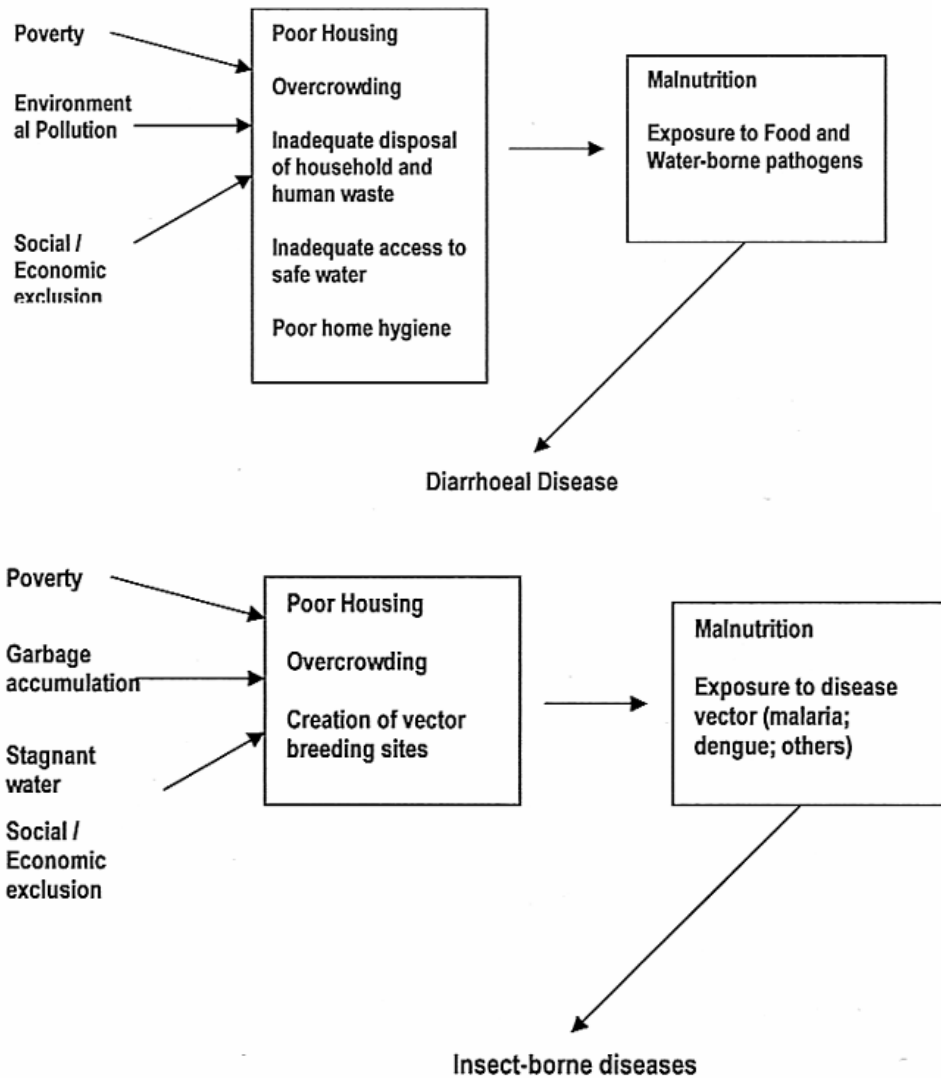 Poverty
Environment
al Pollution
Social /
Economic
exclusion
Poor Housing
Overcrowding
Inadequate disposal
of household and
human waste
Inadequate access to
safe water
Poor home hygiene
Malnutrition
Exposure to Food and
Water-borne pathogens
Diarrhoeal Disease
Poverty
Garbage
accumulation
Stagnant
water
Social /
Economic
exclusion
Poor Housing
Overcrowding
Creation of vector
breeding sites
Malnutrition
Exposure to disease
vector (malaria;
dengue; others)
Insect-borne diseases